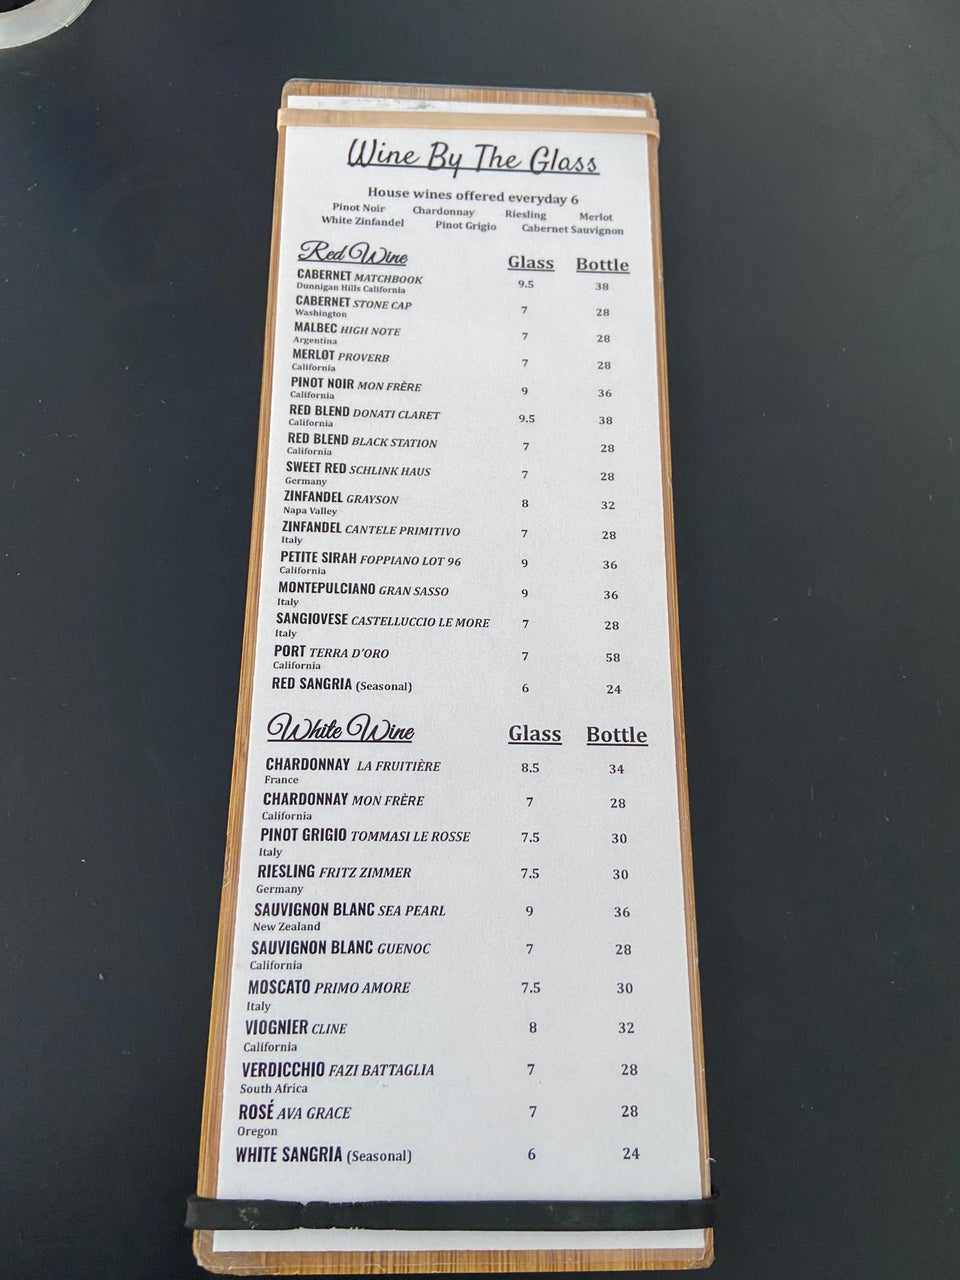 Wine By The Glass
House wines offered everyday 6
Pinot Noir Chardonnay Riesling Merlot
White Zinfandel Pinot Grigio Cabernet Sauvignon
Red Wine Glass Bottle
CABERNET MATCHBOOK 9.5 38
Dunnigan Hills California
CABERNET STONE CAP 7 28
Washington
MALBEC HIGH NOTE 7 28
Argentina
MERLOT PROVERB 7 28
California
PINOT NOIR MON FRÈRE 9 36
California
RED BLEND DONATI CLARET 9.5 38
California
RED BLEND BLACK STATION 7 28
California
SWEET RED SCHLINK HAUS 7 28
Germany
ZINFANDEL GRAYSON 8 32
Napa Valley
ZINFANDEL CANTELE PRIMITIVO 7 28
Italy
PETITE SIRAH FOPPIANO LOT 96 9 36
California
MONTEPULCIANO GRAN SASSO 9 36
Italy
SANGIOVESE CASTELLUCCIO LE MORE 7 28
Italy
PORT TERRA D'ORO 7 58
California
RED SANGRIA (Seasonal) 6 24
White Wine Glass Bottle
CHARDONNAY LA FRUITIÈRE 8.5 34
France
CHARDONNAY MON FRÈRE 7 28
California
PINOT GRIGIO TOMMASI LE ROSSE 7.5 30
Italy
RIESLING FRITZ ZIMMER 7.5 30
Germany
SAUVIGNON BLANC SEA PEARL 9 36
New Zealand
SAUVIGNON BLANC GUENOC 7 28
California
MOSCATO PRIMO AMORE 7.5 30
Italy
VIOGNIER CLINE 8 32
California
VERDICCHIO FAZI BATTAGLIA 7 28
South Africa
ROSÉ AVA GRACE 7 28
Oregon
WHITE SANGRIA (Seasonal) 6 24